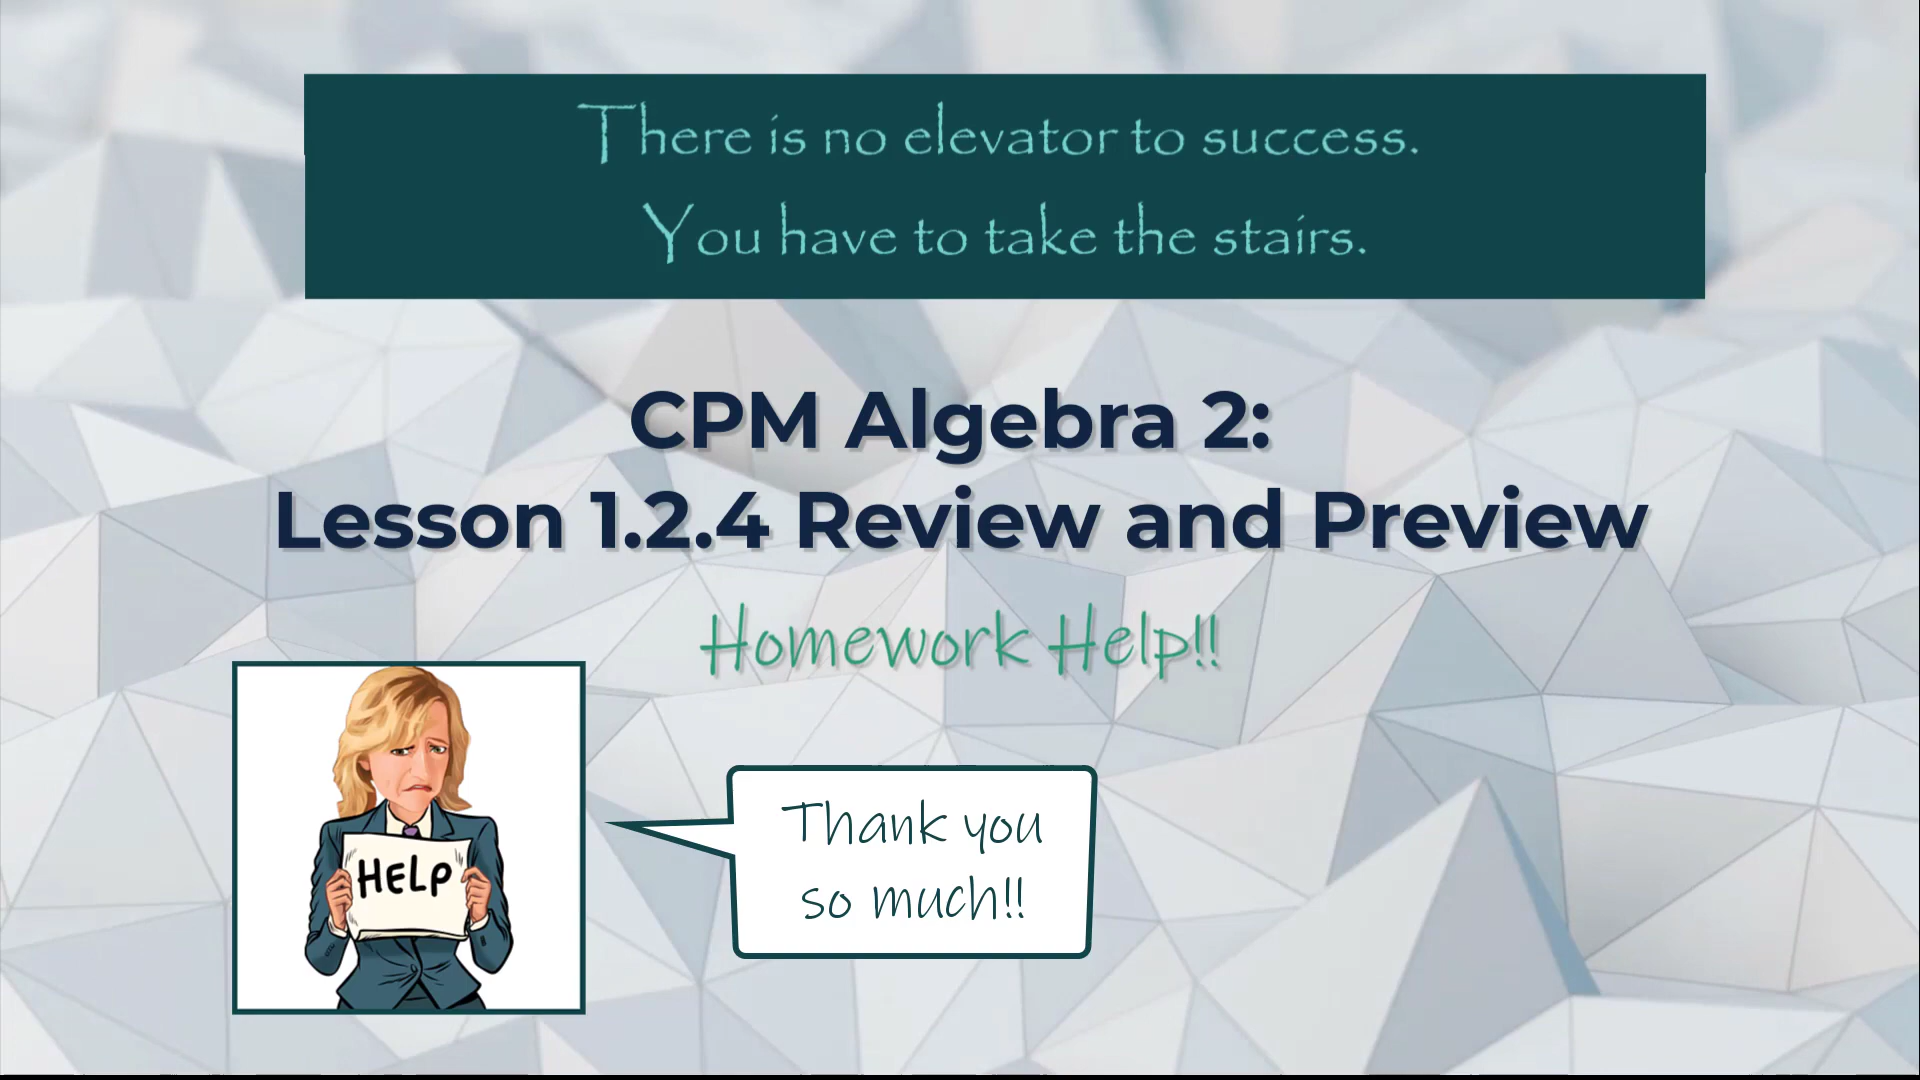 There is no elevator to success.
You have to take the stairs.
CPM Algebra 2:
Lesson 1.2.4 Review and Preview
Homework Help!!
HELP
Thank you
so much!!